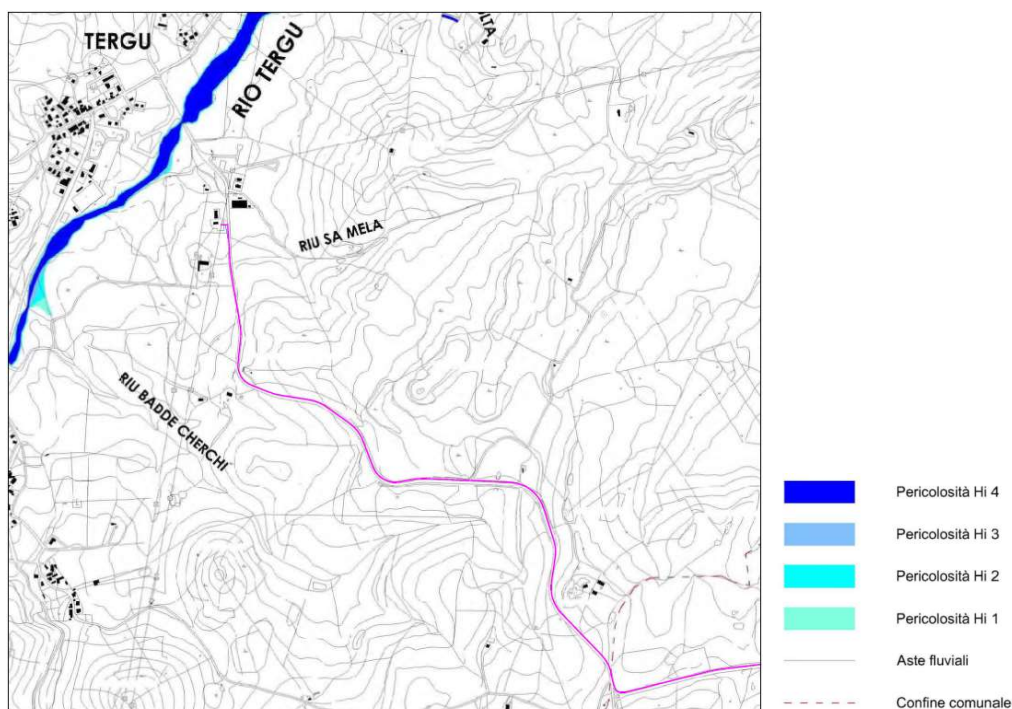 TERGU
RIO TERGU
RIU SA MELA
RIU BADDE CHERCHI
Pericolosità Hi 4
Pericolosità Hi 3
Pericolosità Hi 2
Pericolosità Hi 1
Aste fluviali
Confine comunale